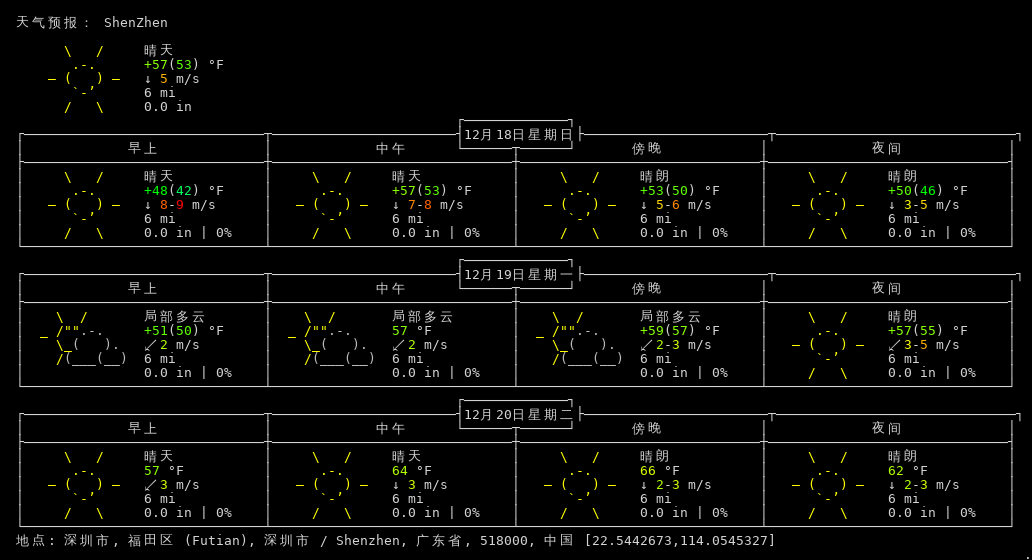 天气预报： ShenZhen
晴天
+57(53) °F
↓ 5 m/s
6 mi
0.0 in
12月18日星期日
早上 中午 傍晚 夜间
晴天 晴天 晴朗 晴朗
+48(42) °F +57(53) °F +53(50) °F +50(46) °F
↓ 8-9 m/s ↓ 7-8 m/s ↓ 5-6 m/s ↓ 3-5 m/s
6 mi 6 mi 6 mi 6 mi
0.0 in | 0% 0.0 in | 0% 0.0 in | 0% 0.0 in | 0%
12月19日星期一
早上 中午 傍晚 夜间
局部多云 局部多云 局部多云 晴朗
+51(50) °F 57 °F +59(57) °F +57(55) °F
↙ 2 m/s ↙ 2 m/s ↙ 2-3 m/s ↙ 3-5 m/s
6 mi 6 mi 6 mi 6 mi
0.0 in | 0% 0.0 in | 0% 0.0 in | 0% 0.0 in | 0%
12月20日星期二
早上 中午 傍晚 夜间
晴天 晴天 晴朗 晴朗
57 °F 64 °F 66 °F 62 °F
↙ 3 m/s ↓ 3 m/s ↓ 2-3 m/s ↓ 2-3 m/s
6 mi 6 mi 6 mi 6 mi
0.0 in | 0% 0.0 in | 0% 0.0 in | 0% 0.0 in | 0%
地点: 深圳市, 福田区 (Futian), 深圳市 / Shenzhen, 广东省, 518000, 中国 [22.5442673,114.0545327]